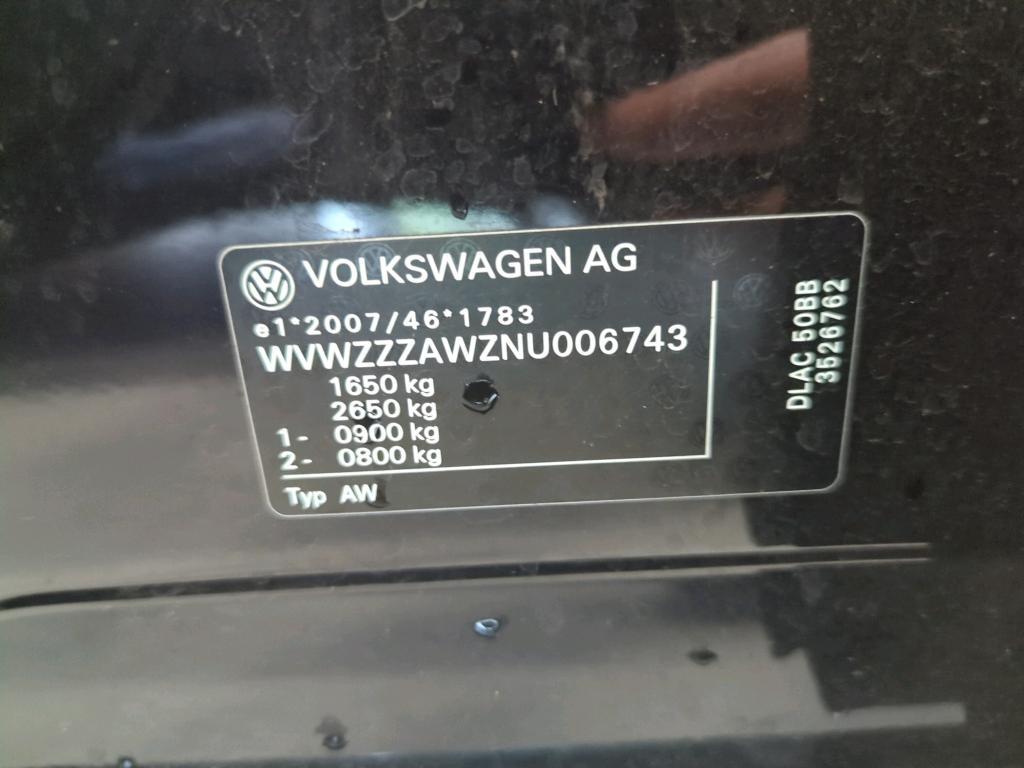 VOLKSWAGEN AG
e1*2007/46*1783
WVWZZZAWZNU006743
1650 kg
2650 kg
1- 0900 kg
2- 0800 kg
Typ AW
DLAC 50BB
3526762